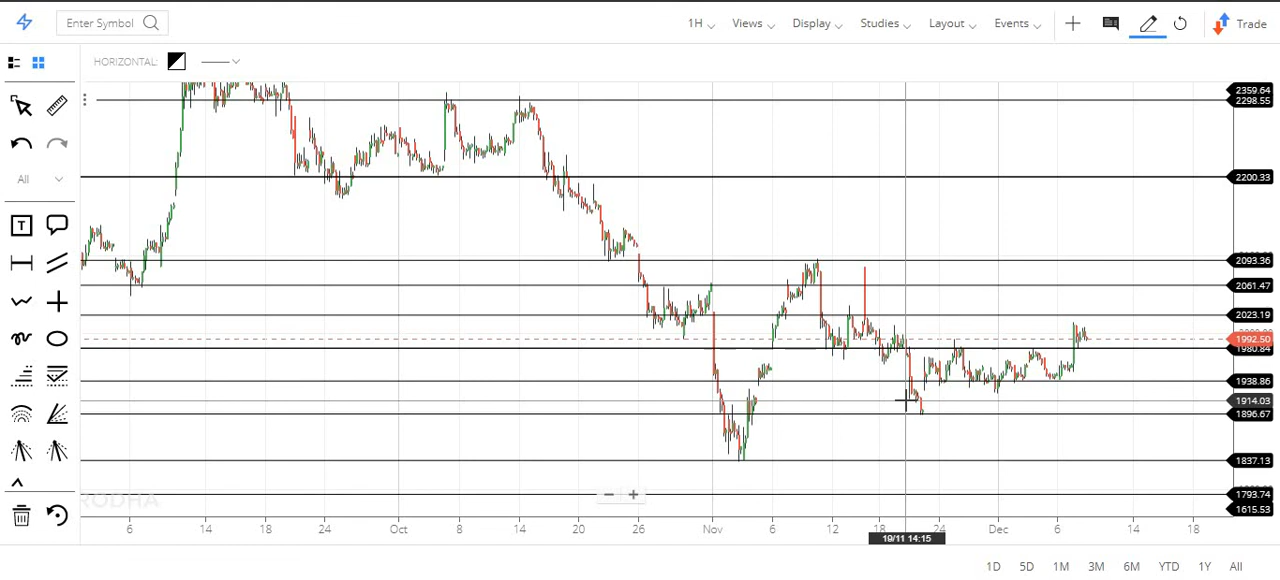 Enter Symbol
1H Views Display Studies Layout Events Trade
HORIZONTAL:
All
T
2359.64
2298.55
2200.33
2093.36
2061.47
2023.19
1992.50
1980.84
1938.86
1914.03
1896.67
1837.13
1793.74
1615.53
RODHA
6 14 18 24 Oct 8 14 20 26 Nov 6 12 18 24 Dec 6 14 18
19/11 14:15
1D 5D 1M 3M 6M YTD 1Y All